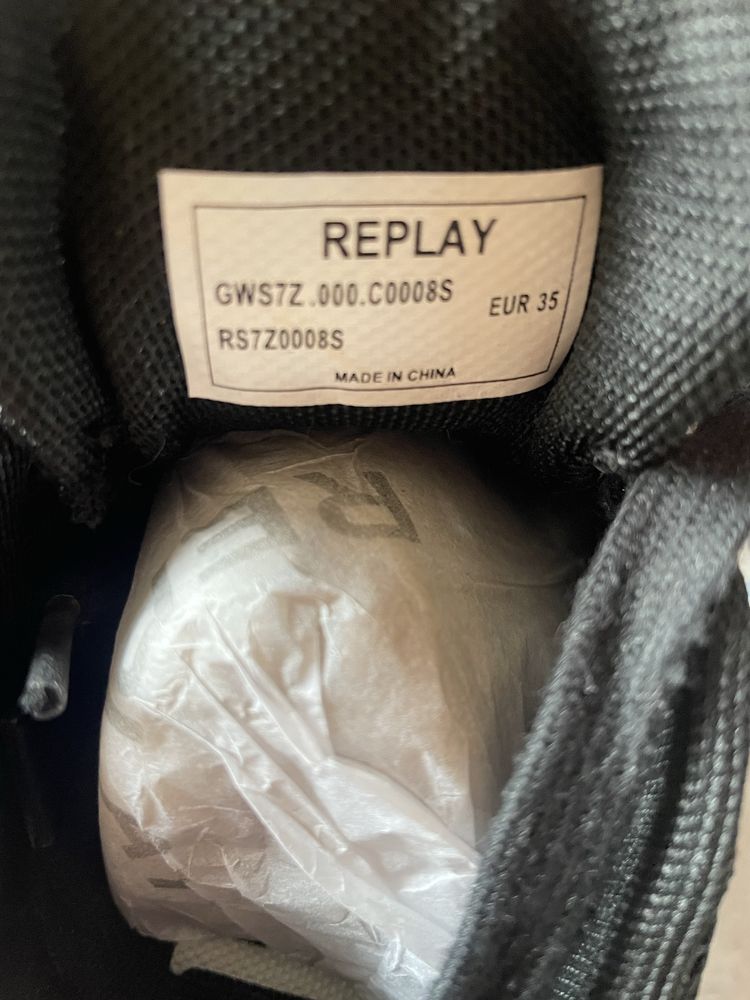 REPLAY
GWS7Z.000.C0008S EUR 35
RS7Z0008S
MADE IN CHINA